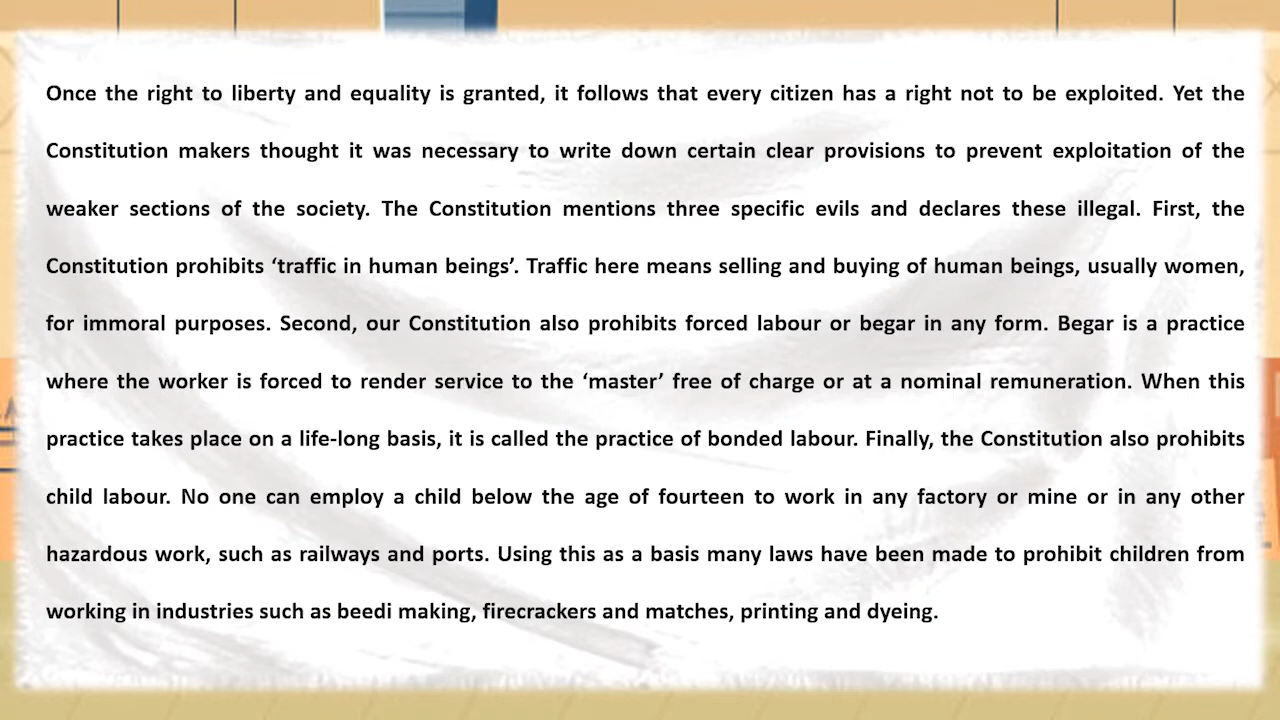 Once the right to liberty and equality is granted, it follows that every citizen has a right not to be exploited. Yet the
Constitution makers thought it was necessary to write down certain clear provisions to prevent exploitation of the
weaker sections of the society. The Constitution mentions three specific evils and declares these illegal. First, the
Constitution prohibits ‘traffic in human beings’. Traffic here means selling and buying of human beings, usually women,
for immoral purposes. Second, our Constitution also prohibits forced labour or begar in any form. Begar is a practice
where the worker is forced to render service to the ‘master’ free of charge or at a nominal remuneration. When this
practice takes place on a life-long basis, it is called the practice of bonded labour. Finally, the Constitution also prohibits
child labour. No one can employ a child below the age of fourteen to work in any factory or mine or in any other
hazardous work, such as railways and ports. Using this as a basis many laws have been made to prohibit children from
working in industries such as beedi making, firecrackers and matches, printing and dyeing.